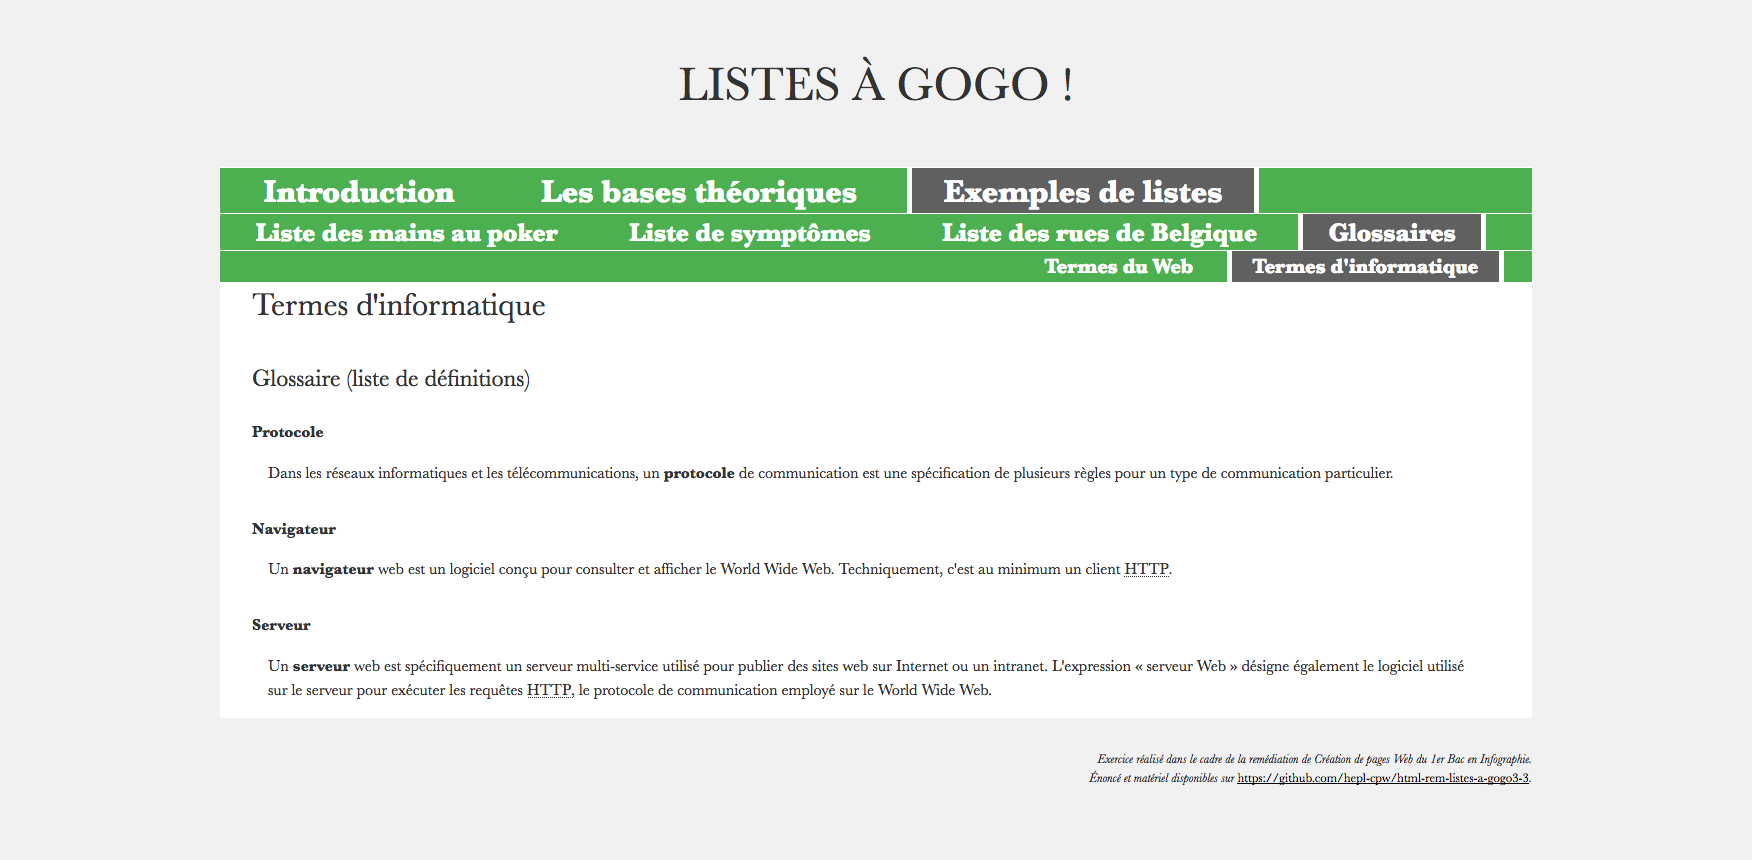 LISTES À GOGO !
Introduction Les bases théoriques Exemples de listes
Liste des mains au poker Liste de symptômes Liste des rues de Belgique Glossaires
Termes du Web Termes d'informatique
Termes d'informatique
Glossaire (liste de définitions)
Protocole
Dans les réseaux informatiques et les télécommunications, un protocole de communication est une spécification de plusieurs règles pour un type de communication particulier.
Navigateur
Un navigateur web est un logiciel conçu pour consulter et afficher le World Wide Web. Techniquement, c'est au minimum un client HTTP.
Serveur
Un serveur web est spécifiquement un serveur multi-service utilisé pour publier des sites web sur Internet ou un intranet. L'expression « serveur Web » désigne également le logiciel utilisé
sur le serveur pour exécuter les requêtes HTTP, le protocole de communication employé sur le World Wide Web.
Exercice réalisé dans le cadre de la remédiation de Création de pages Web du 1er Bac en Infographie.
Énoncé et matériel disponibles sur https://github.com/hepl-cpw/html-rem-listes-a-gogo3-3.